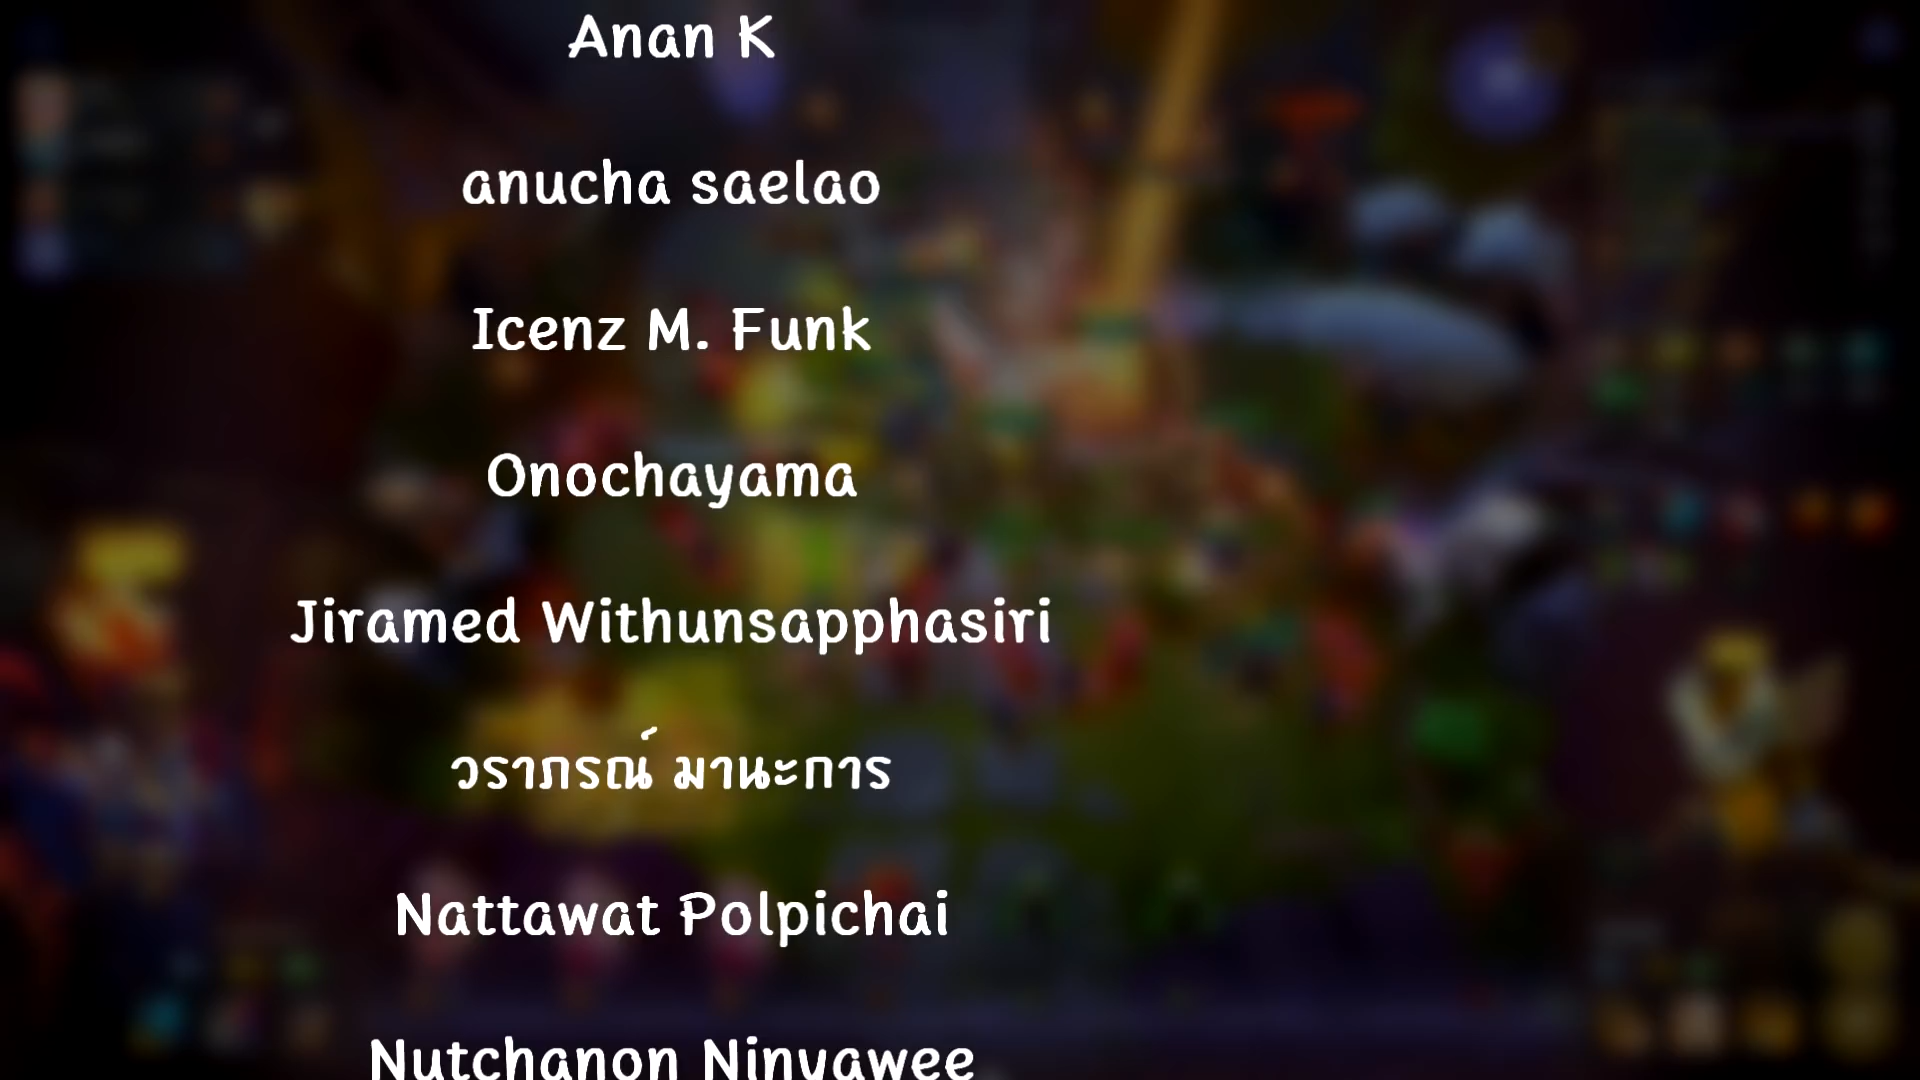 Anan K
anucha saelao
Icenz M. Funk
Onochayama
Jiramed Withunsapphasiri
วราภรณ์ มานะการ
Nattawat Polpichai
Nutchanon Ninyawee